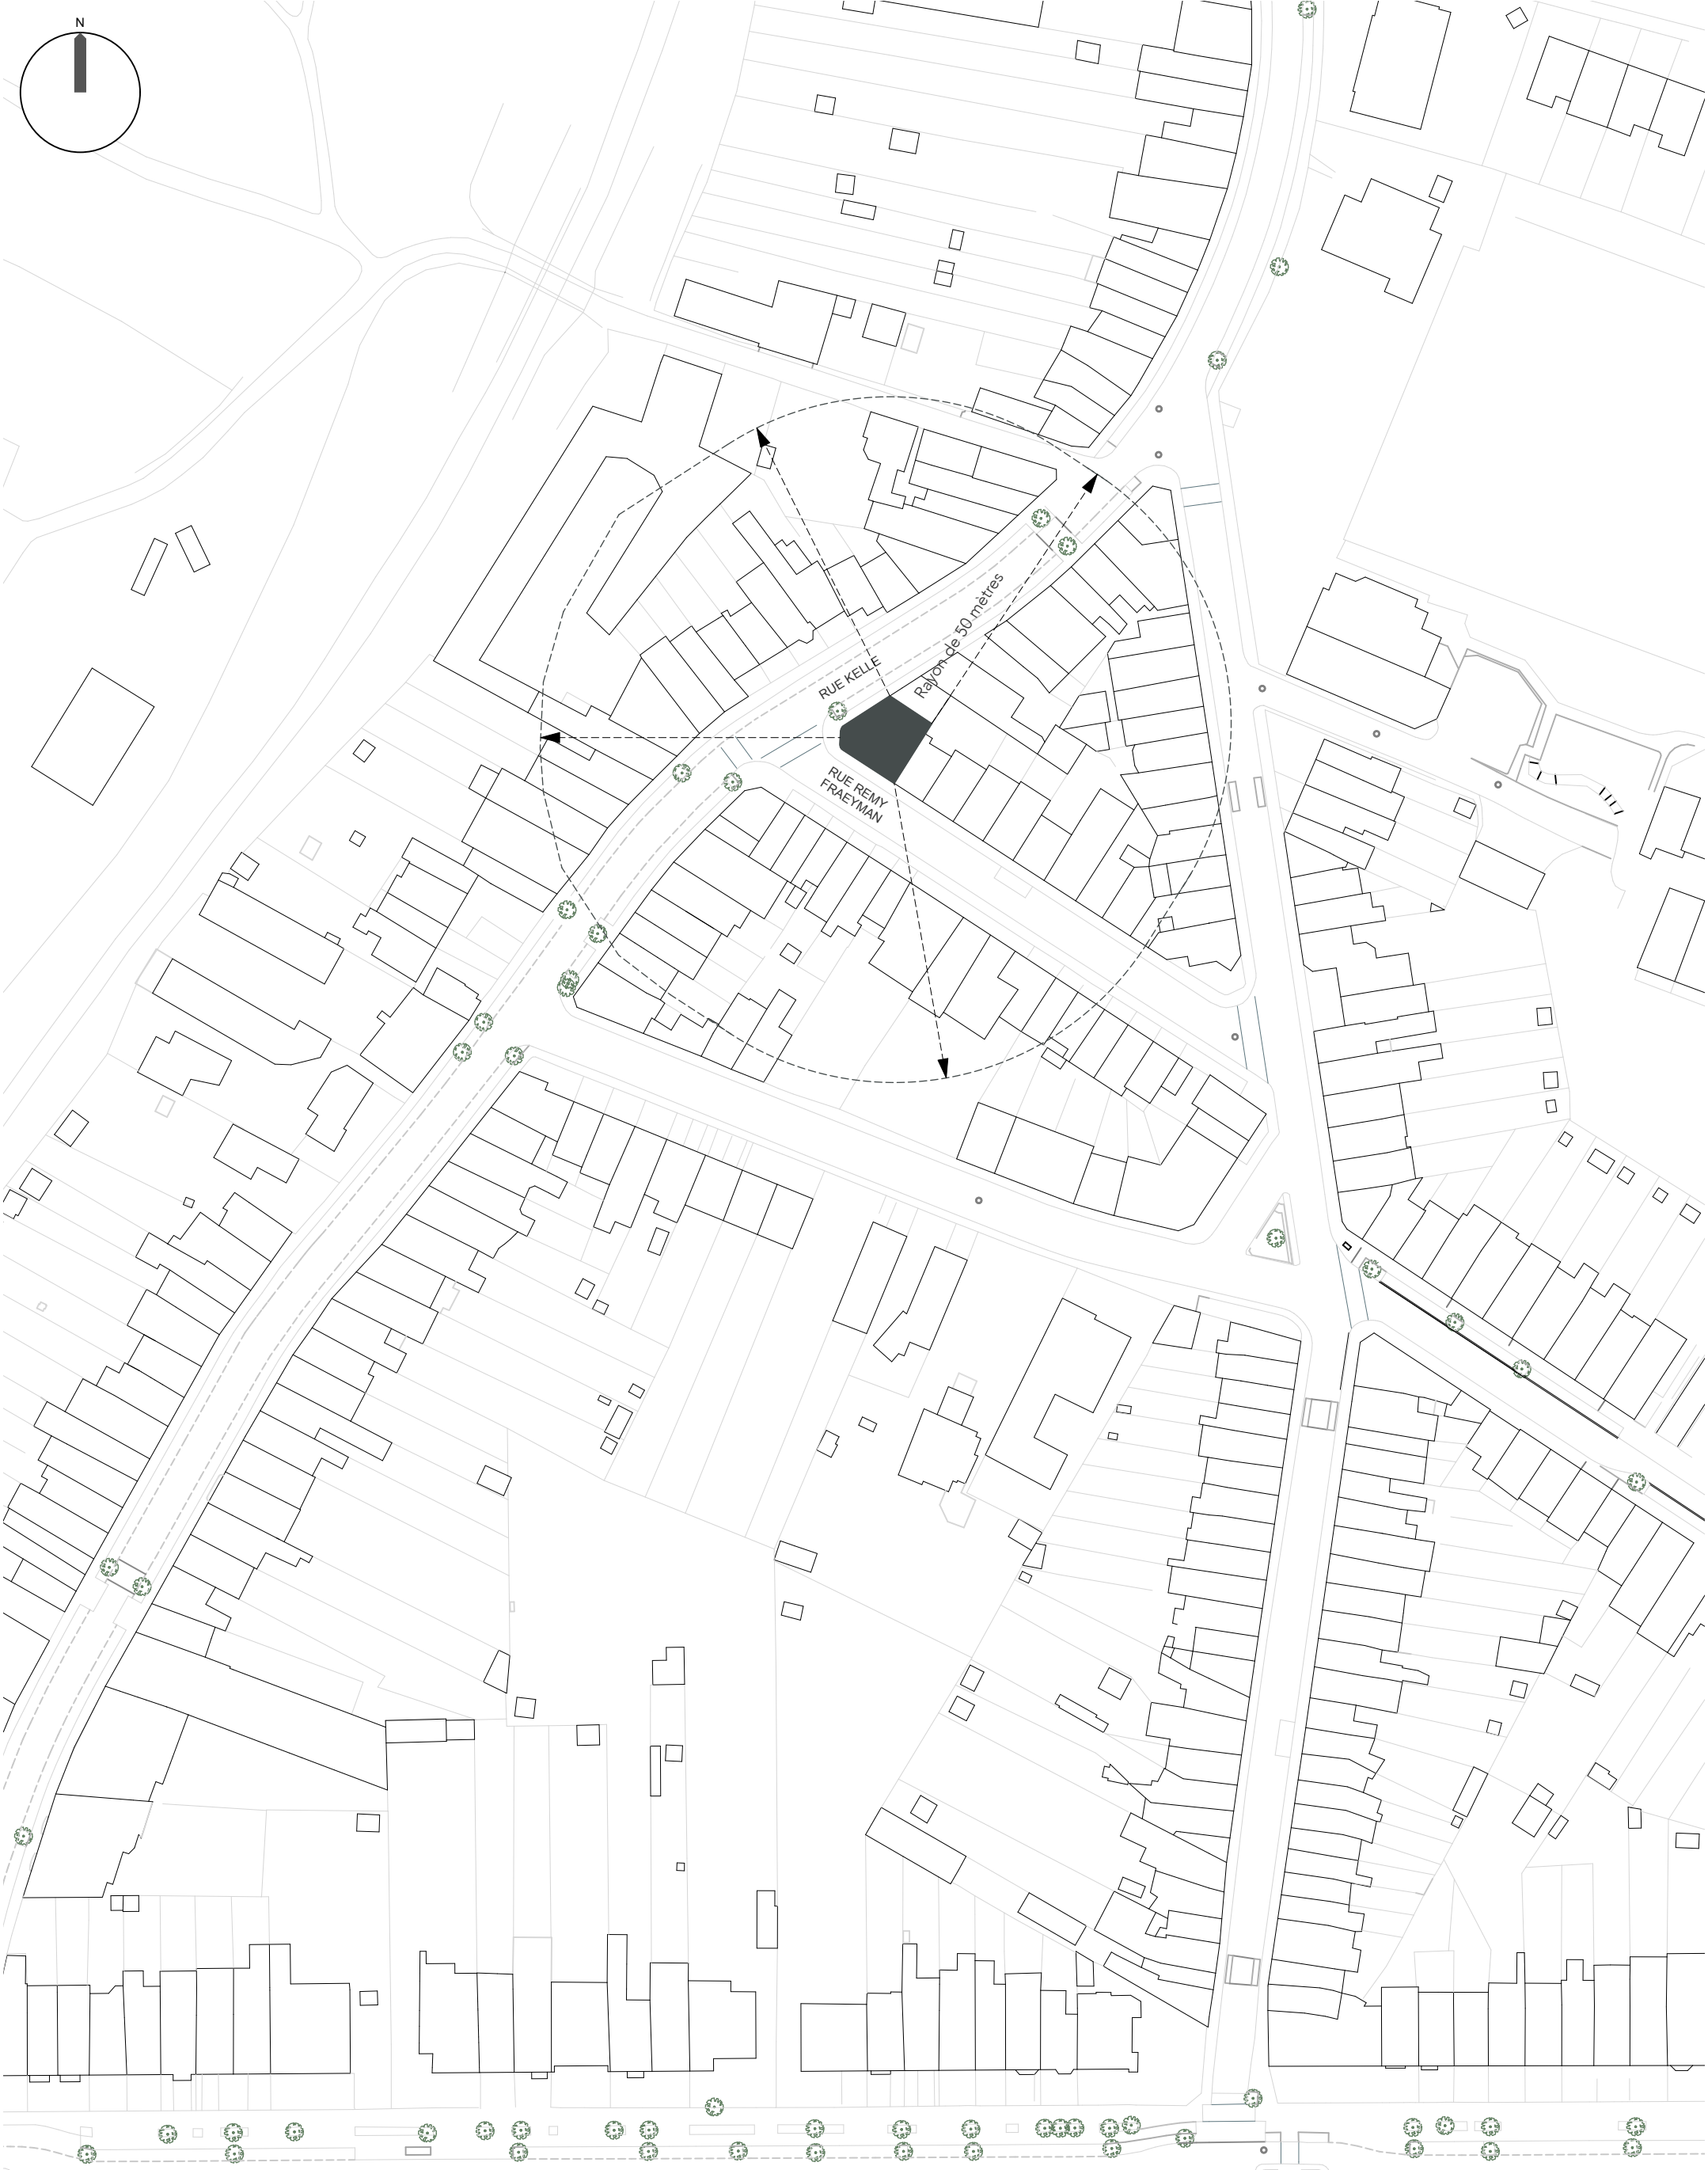 N
RUE KELLE
Rayon de 50 mètres
RUE REMY
FRAEYMAN